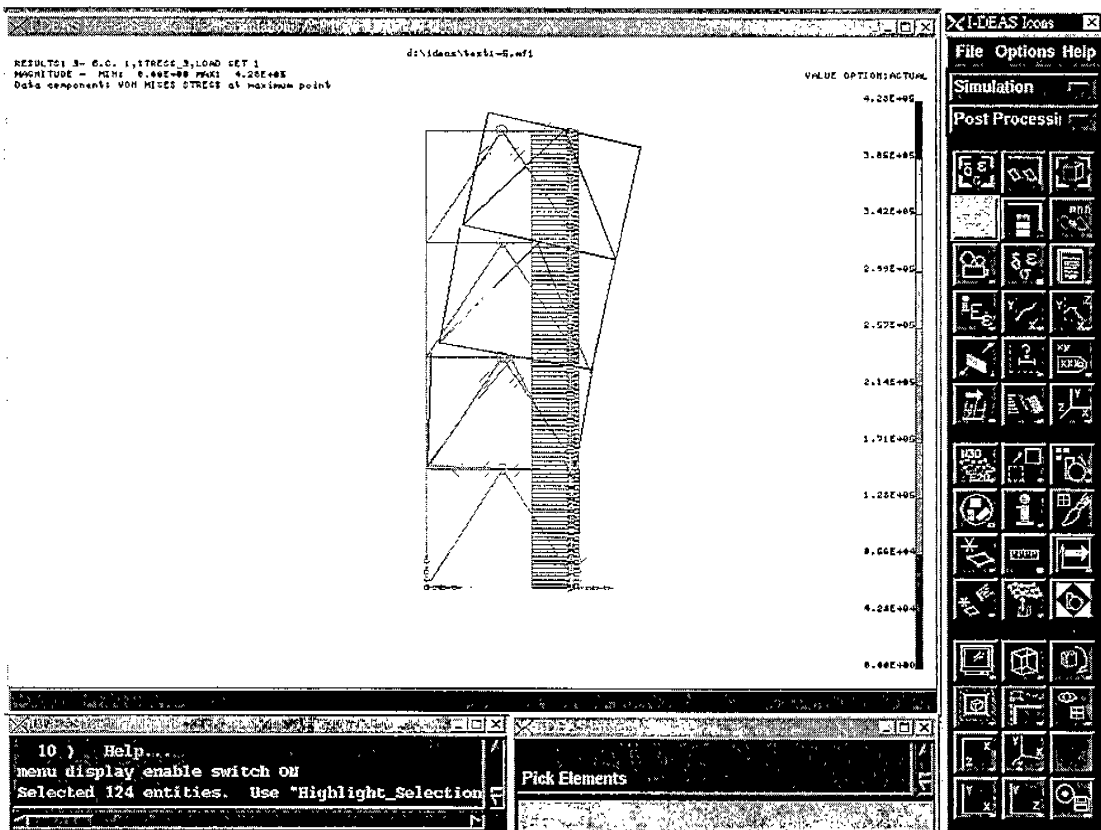 I-DEAS Icons
d:\ideas\test1-5.mf1
File Options Help
RESULTS: 3- B.C. 1,STRESS_3,LOAD SET 1
MAGNITUDE - MIN: 0.00E+00 MAX: 4.28E+05
Data component: VON MISES STRESS at maximum point
VALUE OPTION:ACTUAL
Simulation
4.28E+05
Post Processi
3.85E+05
3.42E+05
2.99E+05
2.57E+05
2.14E+05
1.71E+05
1.28E+05
8.56E+04
4.28E+04
0.00E+00
10 ) Help...
menu display enable switch ON
Selected 124 entities. Use "Highlight_Selection
Pick Elements